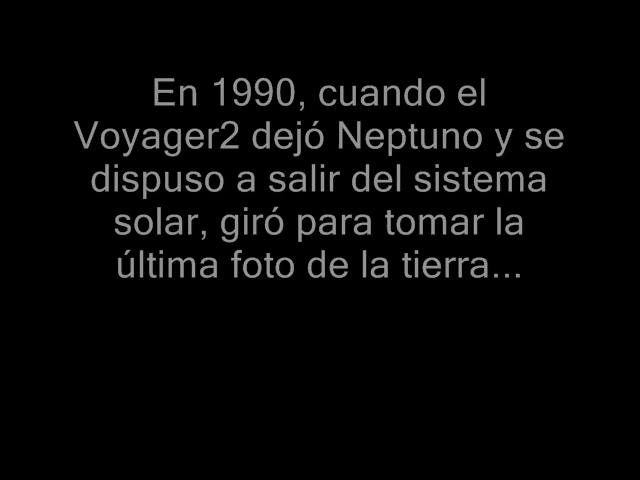 En 1990, cuando el
Voyager2 dejó Neptuno y se
dispuso a salir del sistema
solar, giró para tomar la
última foto de la tierra...